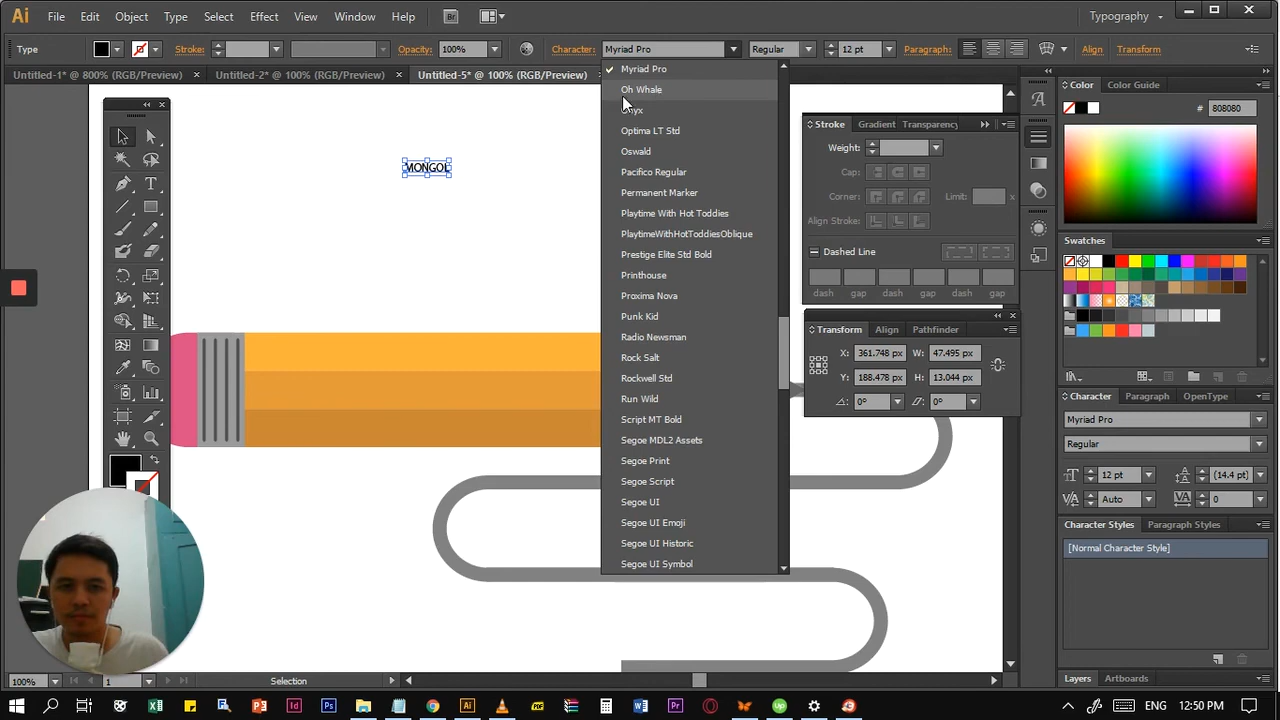 Ai File Edit Object Type Select Effect View Window Help Br Typography
Type Stroke: Opacity: 100% Character: Myriad Pro Regular 12 pt Paragraph: Align Transform
Untitled-1* @ 800% (RGB/Preview) × Untitled-2* @ 100% (RGB/Preview) × Untitled-5* @ 100% (RGB/Preview) ×
Myriad Pro
Oh Whale
Onyx
Optima LT Std
Oswald
Pacifico Regular
Permanent Marker
Playtime With Hot Toddies
PlaytimeWithHotToddiesOblique
Prestige Elite Std Bold
Printhouse
Proxima Nova
Punk Kid
Radio Newsman
Rock Salt
Rockwell Std
Run Wild
Script MT Bold
Segoe MDL2 Assets
Segoe Print
Segoe Script
Segoe UI
Segoe UI Emoji
Segoe UI Historic
Segoe UI Symbol
MONGOL
Stroke Gradient Transparency
Weight:
Cap:
Corner: Limit: x
Align Stroke:
Dashed Line
dash gap dash gap dash gap
Transform Align Pathfinder
X: 361.748 px W: 47.495 px
Y: 188.478 px H: 13.044 px
0° 0°
Color Color Guide
# 808080
Swatches
Character Paragraph OpenType
Myriad Pro
Regular
12 pt (14.4 pt)
Auto 0
Character Styles Paragraph Styles
[Normal Character Style]
Layers Artboards
100% 1 Selection
ENG 12:50 PM